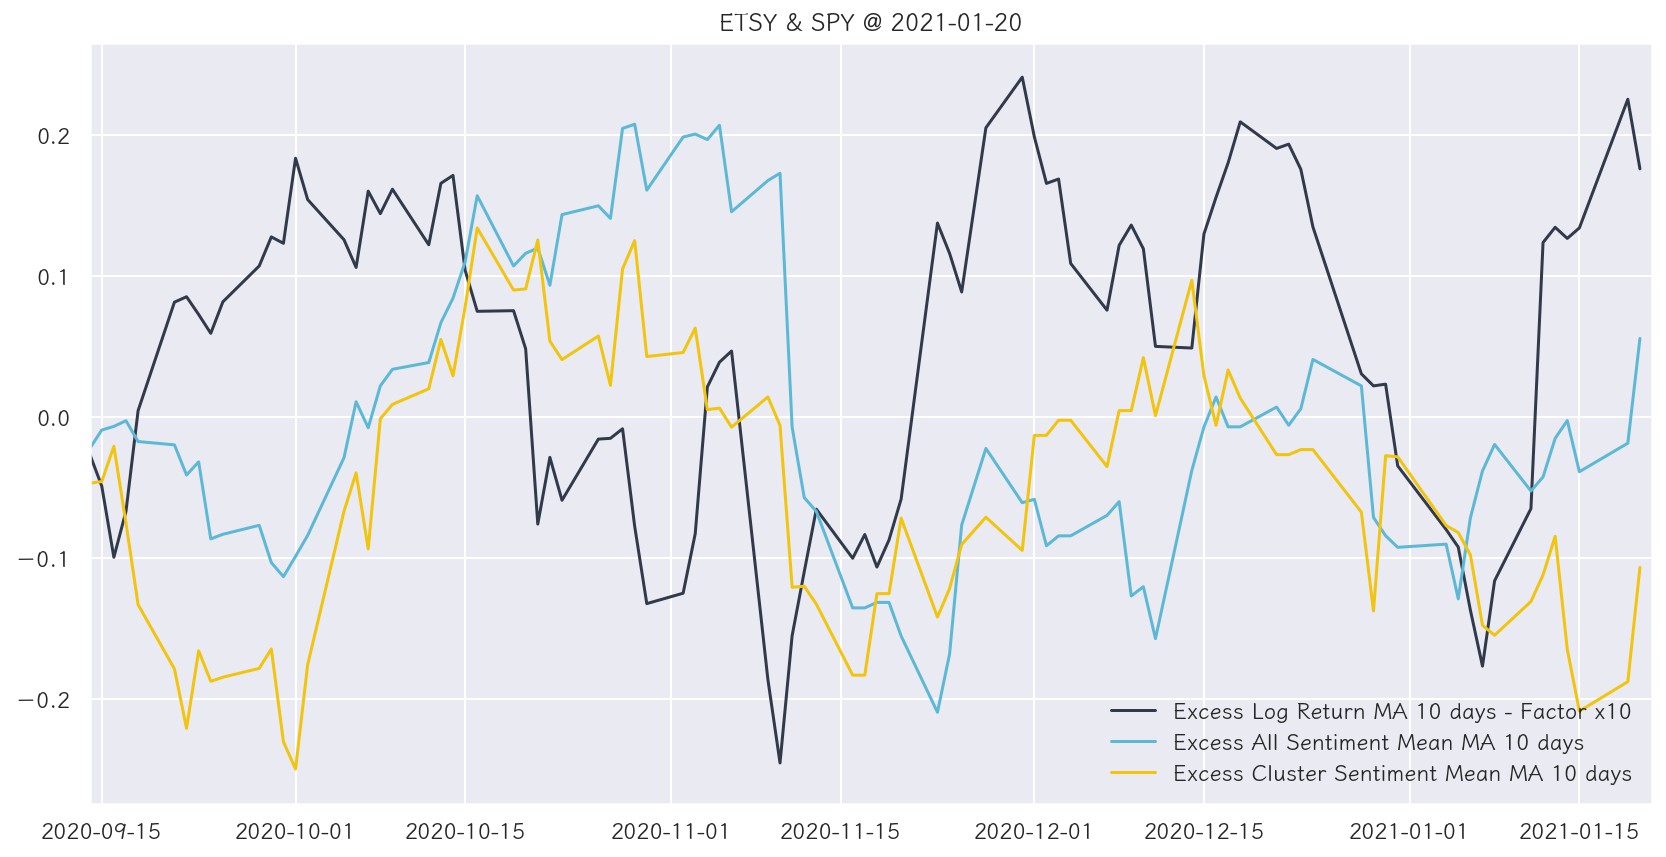 ETSY & SPY @ 2021-01-20
0.2
0.1
0.0
−0.1
−0.2
Excess Log Return MA 10 days - Factor x10
Excess All Sentiment Mean MA 10 days
Excess Cluster Sentiment Mean MA 10 days
2020-09-15 2020-10-01 2020-10-15 2020-11-01 2020-11-15 2020-12-01 2020-12-15 2021-01-01 2021-01-15